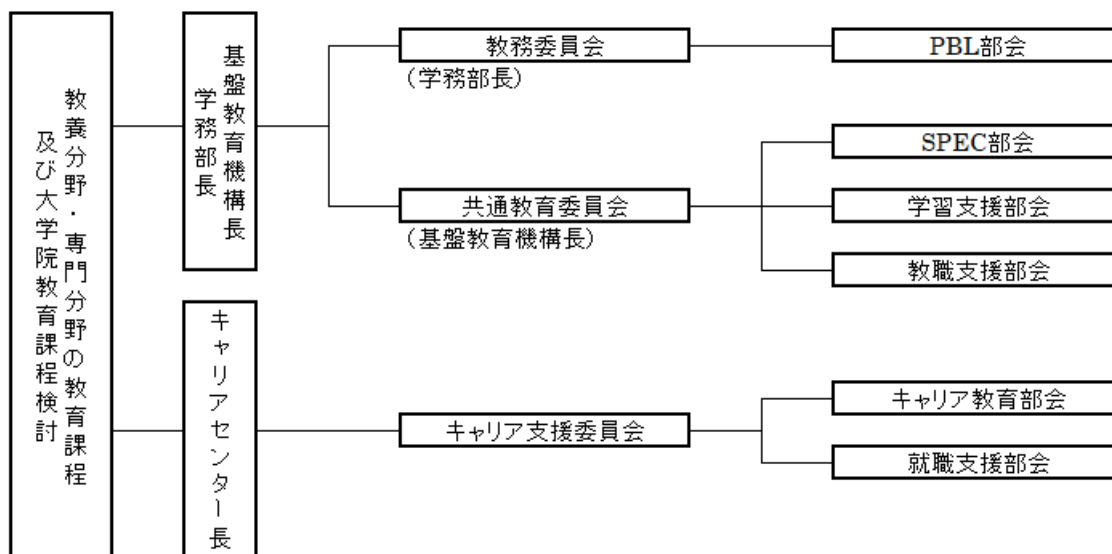 教養分野・専門分野の教育課程
及び大学院教育課程検討
基盤教育機構長
学務部長
キャリアセンター長
教務委員会
(学務部長)
共通教育委員会
(基盤教育機構長)
キャリア支援委員会
PBL部会
SPEC部会
学習支援部会
教職支援部会
キャリア教育部会
就職支援部会